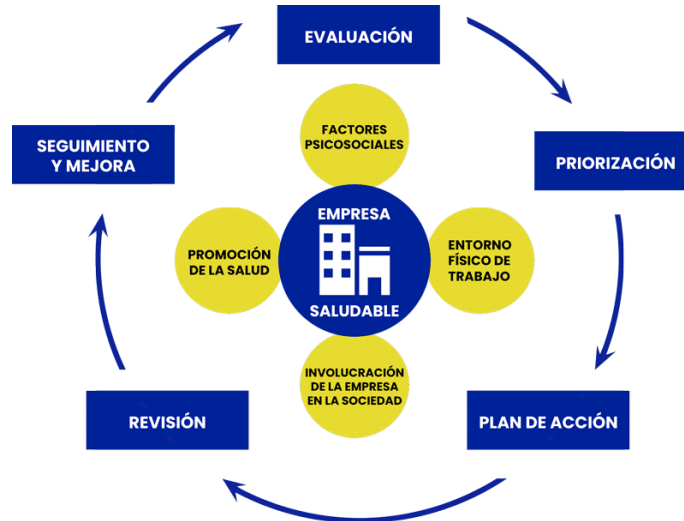 EVALUACIÓN
PRIORIZACIÓN
PLAN DE ACCIÓN
REVISIÓN
SEGUIMIENTO
Y MEJORA
FACTORES
PSICOSOCIALES
ENTORNO
FÍSICO DE
TRABAJO
INVOLUCRACIÓN
DE LA EMPRESA
EN LA SOCIEDAD
PROMOCIÓN
DE LA SALUD
EMPRESA
SALUDABLE